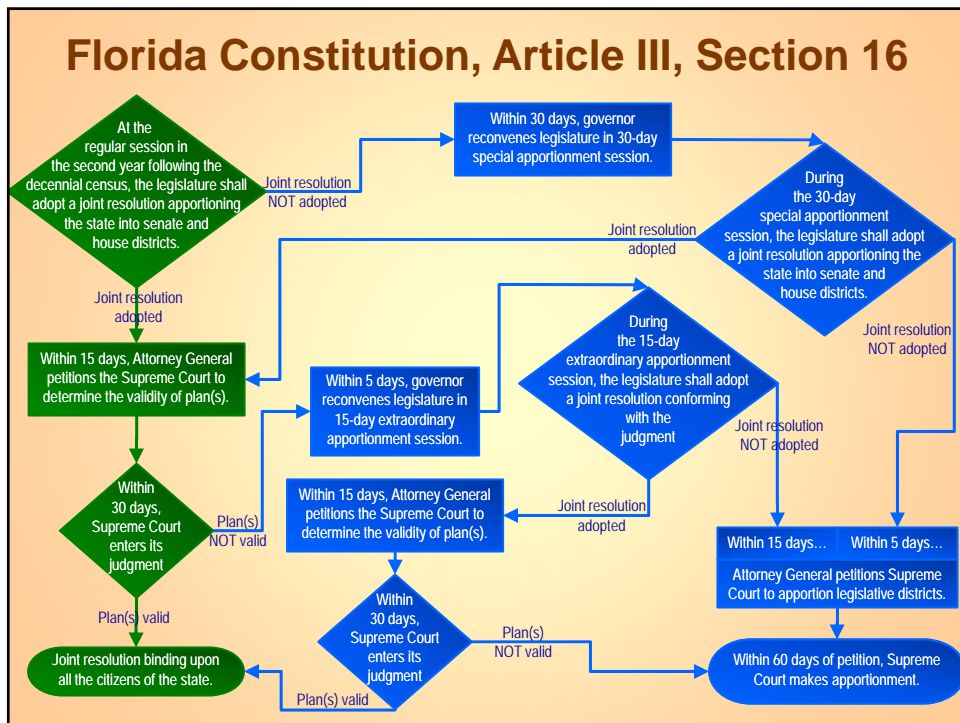 Florida Constitution, Article III, Section 16
At the
regular session in
the second year following the
decennial census, the legislature shall
adopt a joint resolution apportioning
the state into senate and
house districts.
Joint resolution
NOT adopted
Within 30 days, governor
reconvenes legislature in 30-day
special apportionment session.
During
the 30-day
special apportionment
session, the legislature shall adopt
a joint resolution apportioning the
state into senate and
house districts.
Joint resolution
adopted
Joint resolution
NOT adopted
Joint resolution
adopted
Within 15 days, Attorney General
petitions the Supreme Court to
determine the validity of plan(s).
Within 5 days, governor
reconvenes legislature in
15-day extraordinary
apportionment session.
During
the 15-day
extraordinary apportionment
session, the legislature shall adopt
a joint resolution conforming
with the
judgment
Joint resolution
NOT adopted
Within
30 days,
Supreme Court
enters its
judgment
Plan(s)
NOT valid
Within 15 days, Attorney General
petitions the Supreme Court to
determine the validity of plan(s).
Joint resolution
adopted
Within 15 days…
Within 5 days…
Attorney General petitions Supreme
Court to apportion legislative districts.
Plan(s) valid
Within
30 days,
Supreme Court
enters its
judgment
Plan(s)
NOT valid
Joint resolution binding upon
all the citizens of the state.
Plan(s) valid
Within 60 days of petition, Supreme
Court makes apportionment.